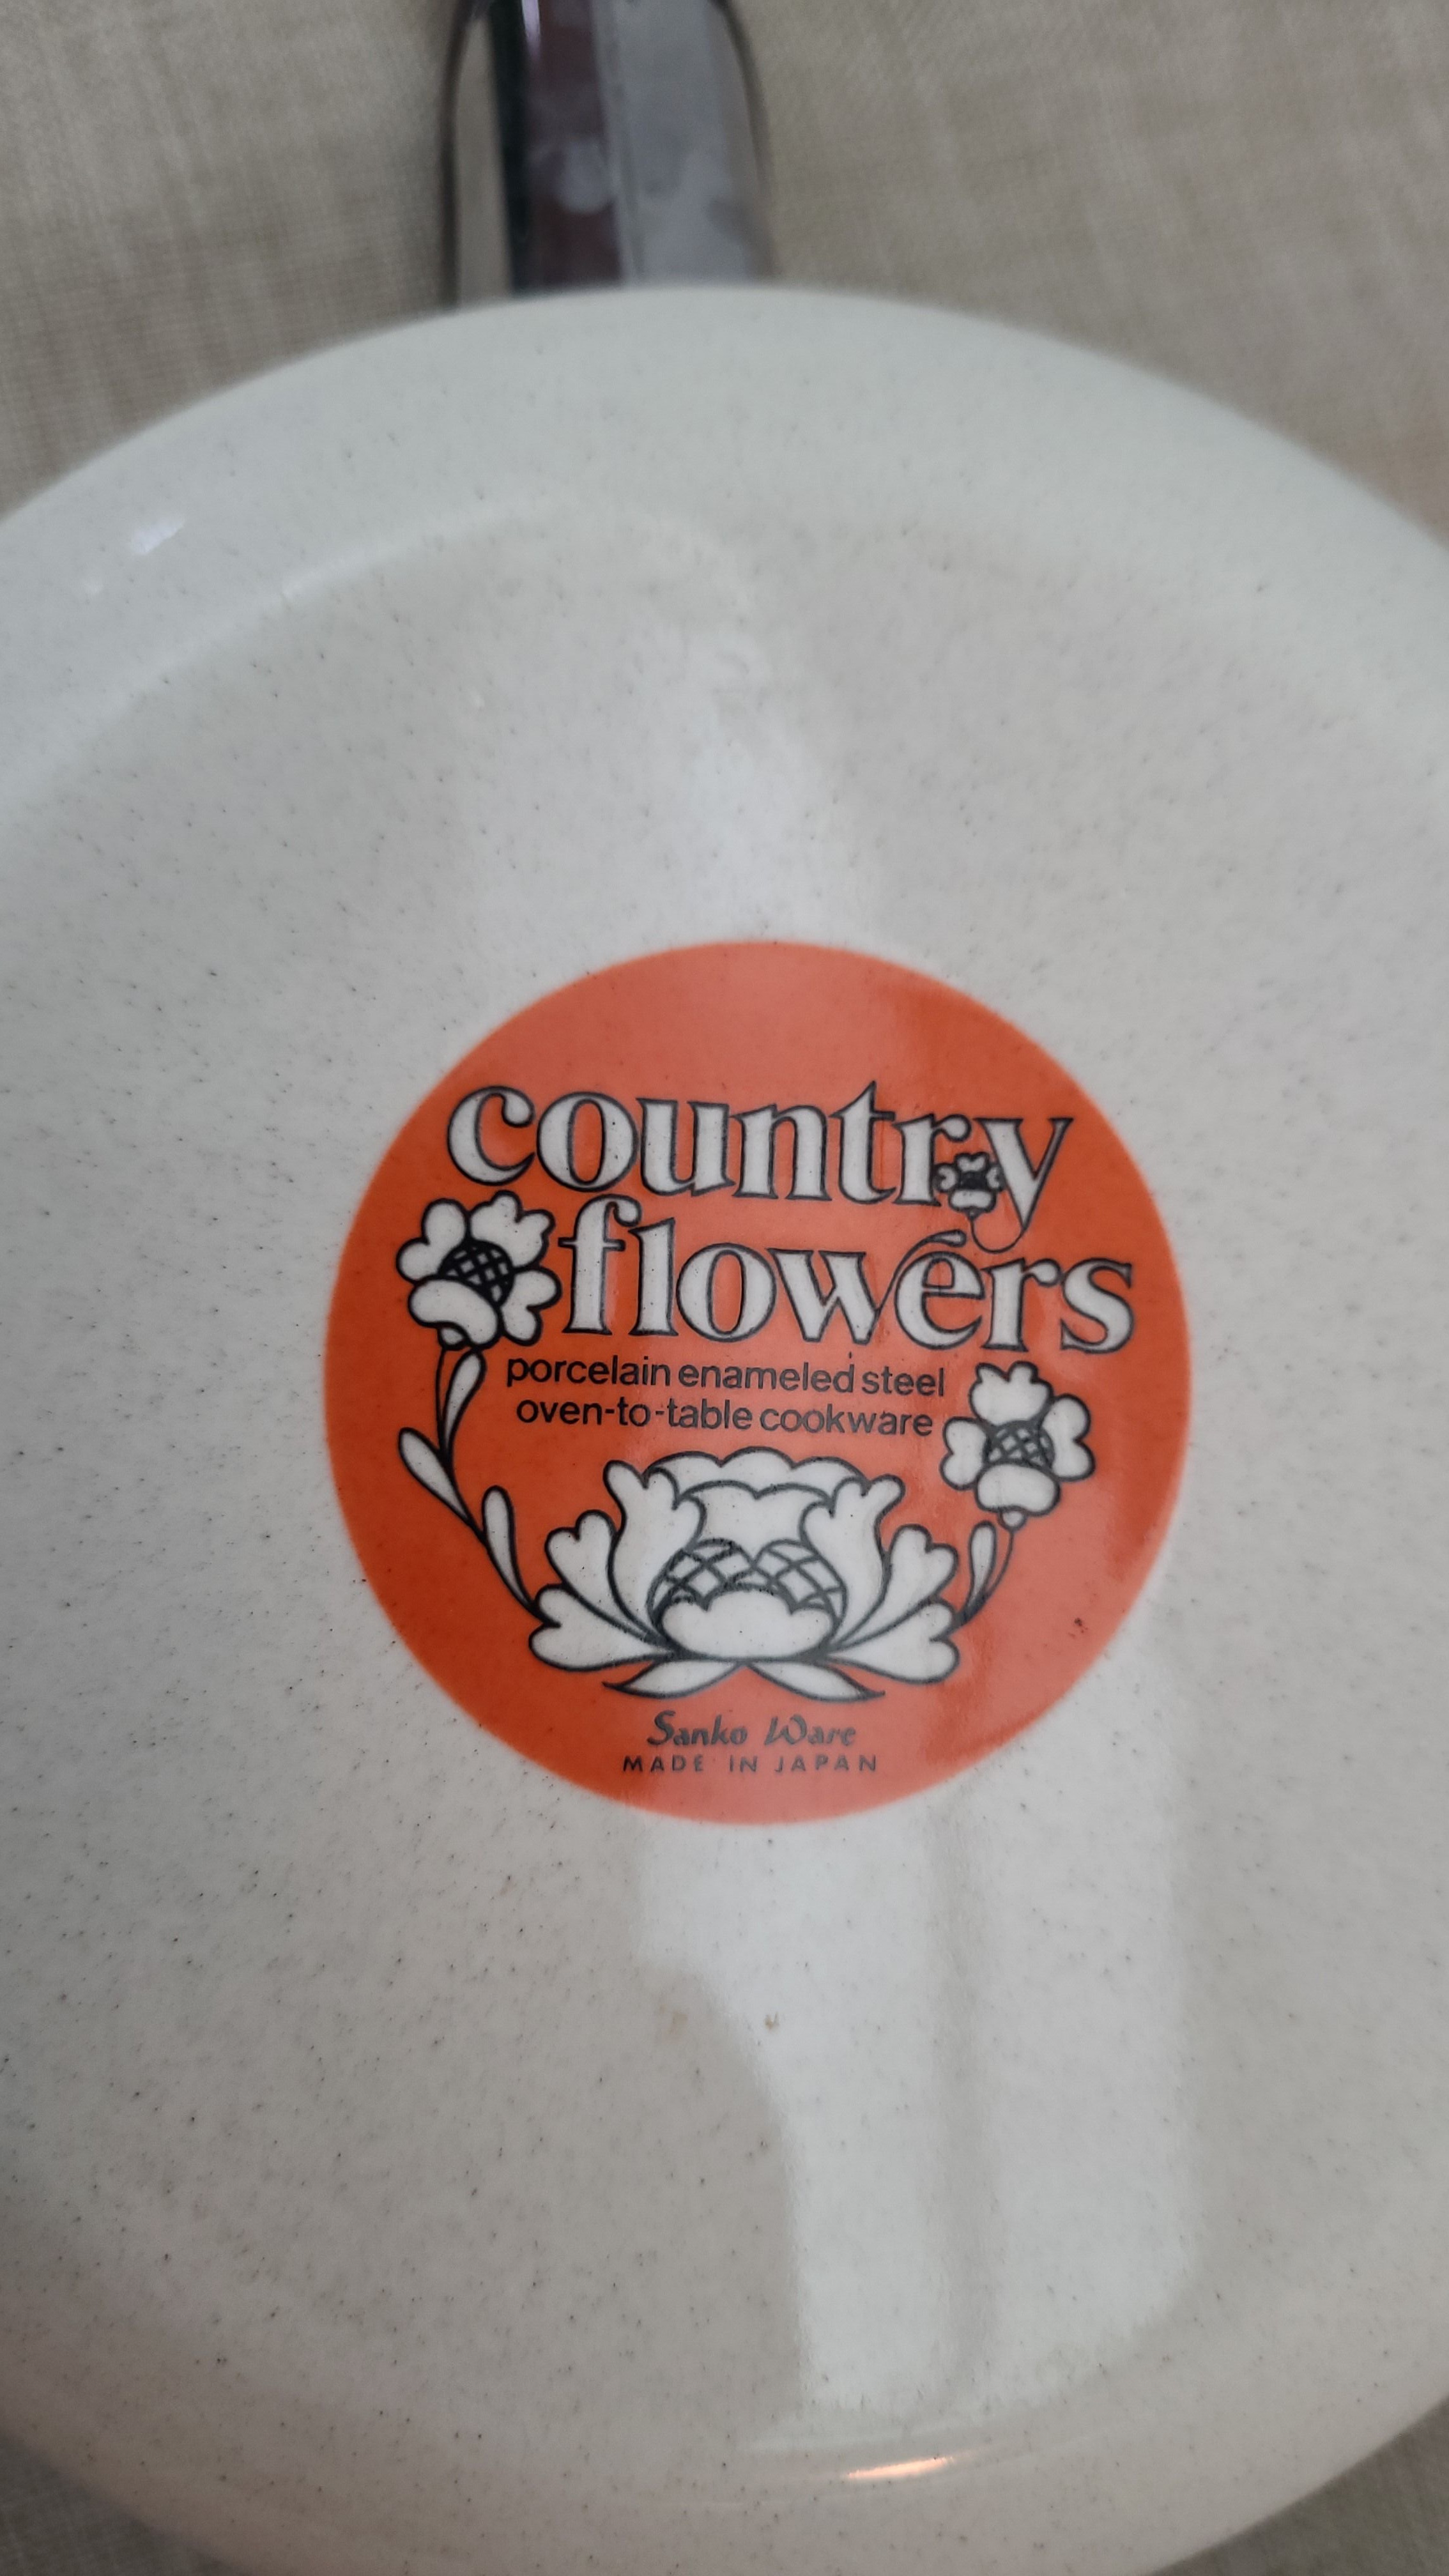 country
flowers
porcelain enameled steel
oven-to-table cookware
Sanko Ware
MADE IN JAPAN